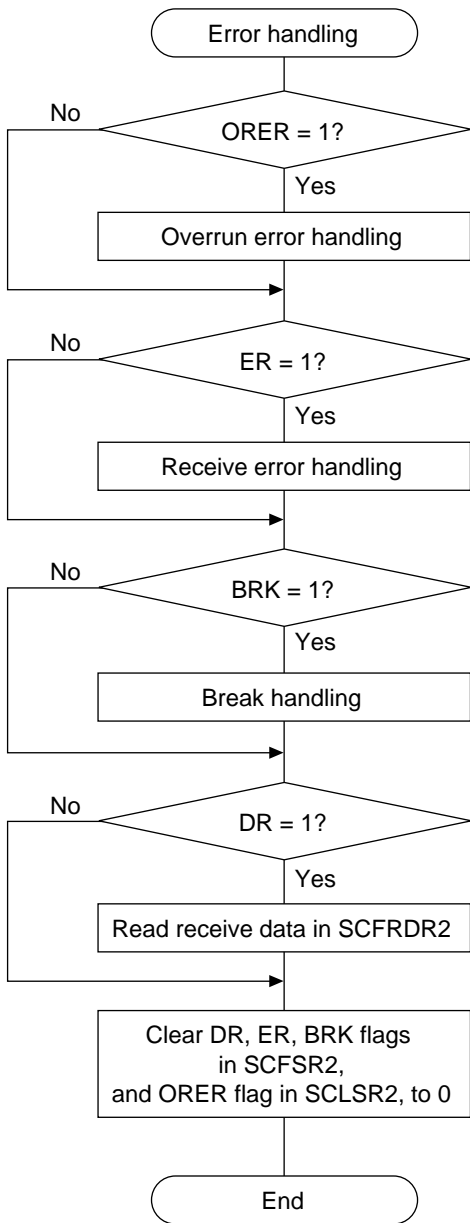 Error handling
No
ORER = 1?
Yes
Overrun error handling
No
ER = 1?
Yes
Receive error handling
No
BRK = 1?
Yes
Break handling
No
DR = 1?
Yes
Read receive data in SCFRDR2
Clear DR, ER, BRK flags
in SCFSR2,
and ORER flag in SCLSR2, to 0
End